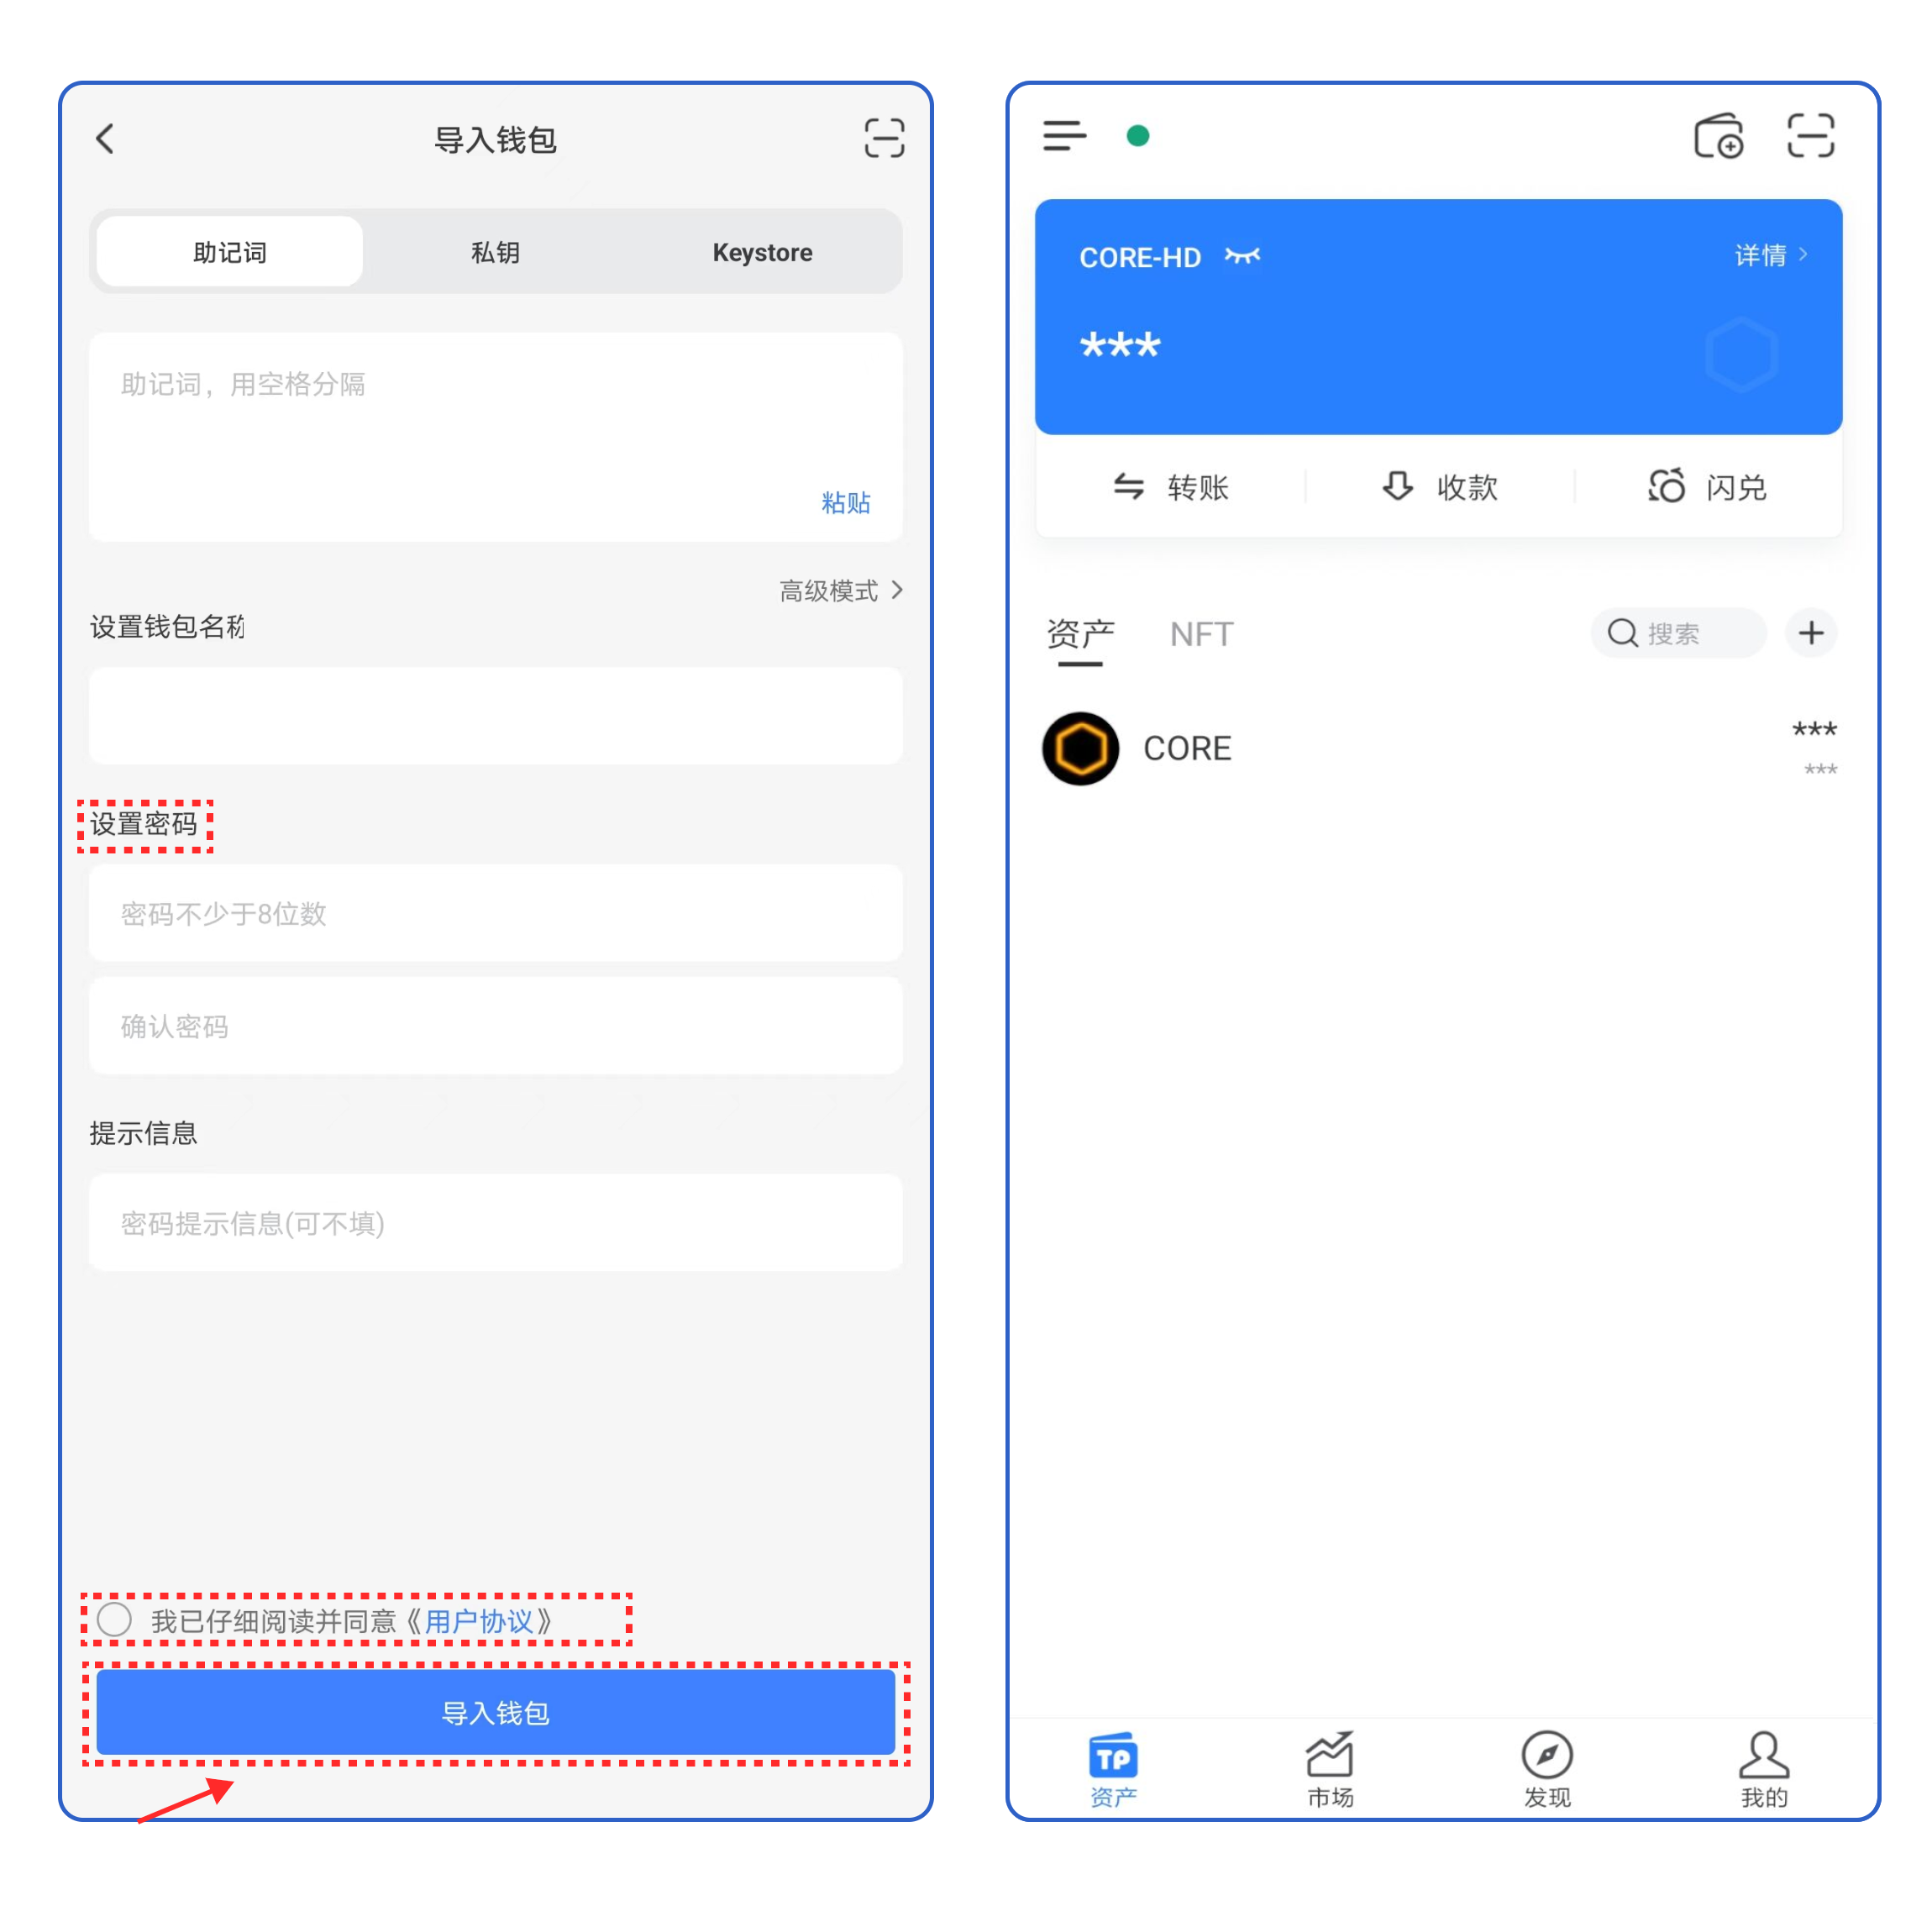 导入钱包
助记词 私钥 Keystore
助记词，用空格分隔
粘贴
高级模式
设置钱包名称
设置密码
密码不少于8位数
确认密码
提示信息
密码提示信息(可不填)
我已仔细阅读并同意《用户协议》
导入钱包
CORE-HD 详情
***
转账 收款 闪兑
资产 NFT 搜索
CORE ***
***
TP
资产 市场 发现 我的